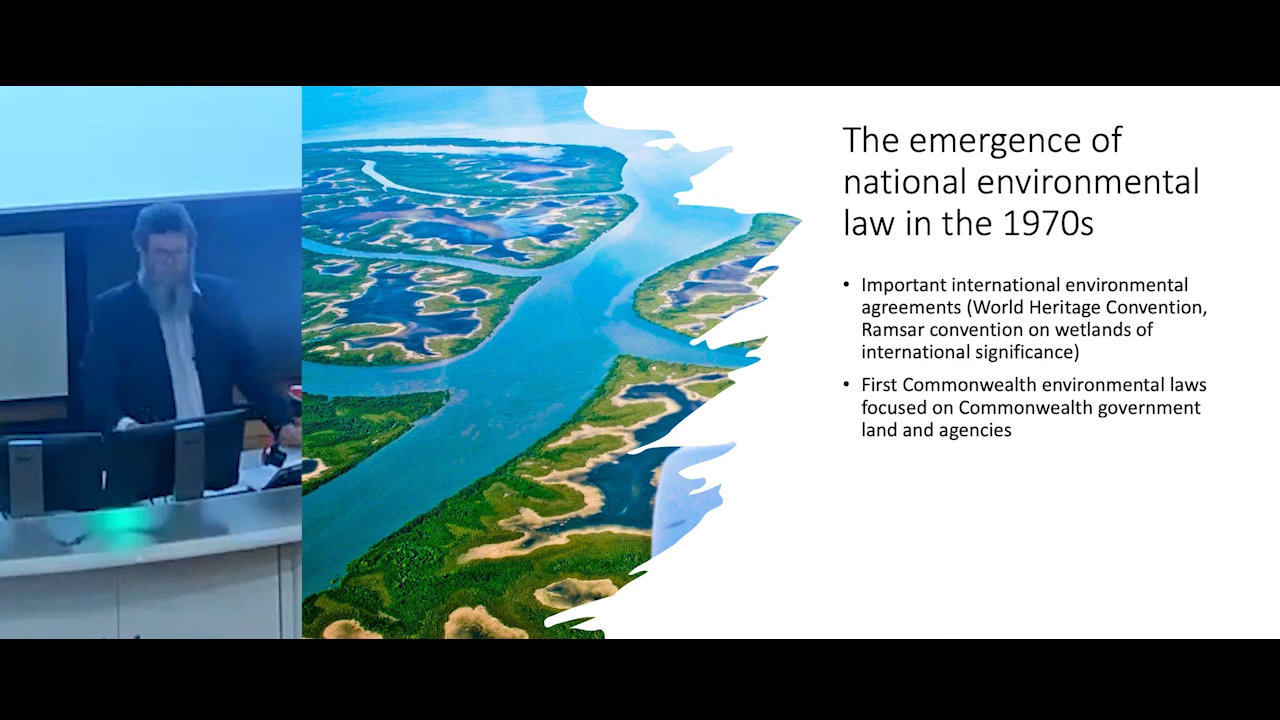 The emergence of
national environmental
law in the 1970s
• Important international environmental
agreements (World Heritage Convention,
Ramsar convention on wetlands of
international significance)
• First Commonwealth environmental laws
focused on Commonwealth government
land and agencies